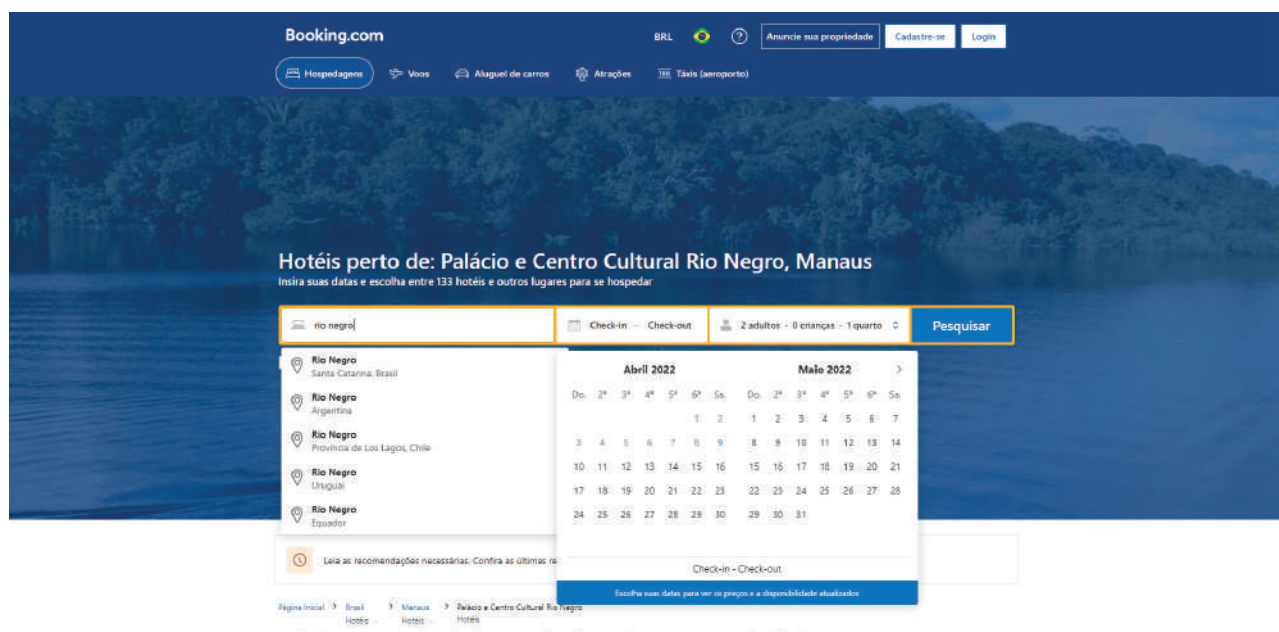 Booking.com
BRL
Anuncie sua propriedade
Cadastre-se
Login
Hospedagens
Voos
Aluguel de carros
Atrações
Táxis (aeroporto)
Hotéis perto de: Palácio e Centro Cultural Rio Negro, Manaus
Insira suas datas e escolha entre 133 hotéis e outros lugares para se hospedar
rio negro
Check-in — Check-out
2 adultos - 0 crianças - 1 quarto
Pesquisar
Rio Negro
Santa Catarina, Brasil
Rio Negro
Argentina
Rio Negro
Província de Los Lagos, Chile
Rio Negro
Uruguai
Rio Negro
Equador
Abril 2022
Do. 2ª 3ª 4ª 5ª 6ª Sá.
1 2
3 4 5 6 7 8 9
10 11 12 13 14 15 16
17 18 19 20 21 22 23
24 25 26 27 28 29 30
Maio 2022
Do. 2ª 3ª 4ª 5ª 6ª Sá.
1 2 3 4 5 6 7
8 9 10 11 12 13 14
15 16 17 18 19 20 21
22 23 24 25 26 27 28
29 30 31
Check-in - Check-out
Escolha suas datas para ver os preços e a disponibilidade atualizados
Leia as recomendações necessárias. Confira as últimas re
Página Inicial
Brasil
Hotéis
Manaus
Hotéis
Palácio e Centro Cultural Rio Negro
Hotéis